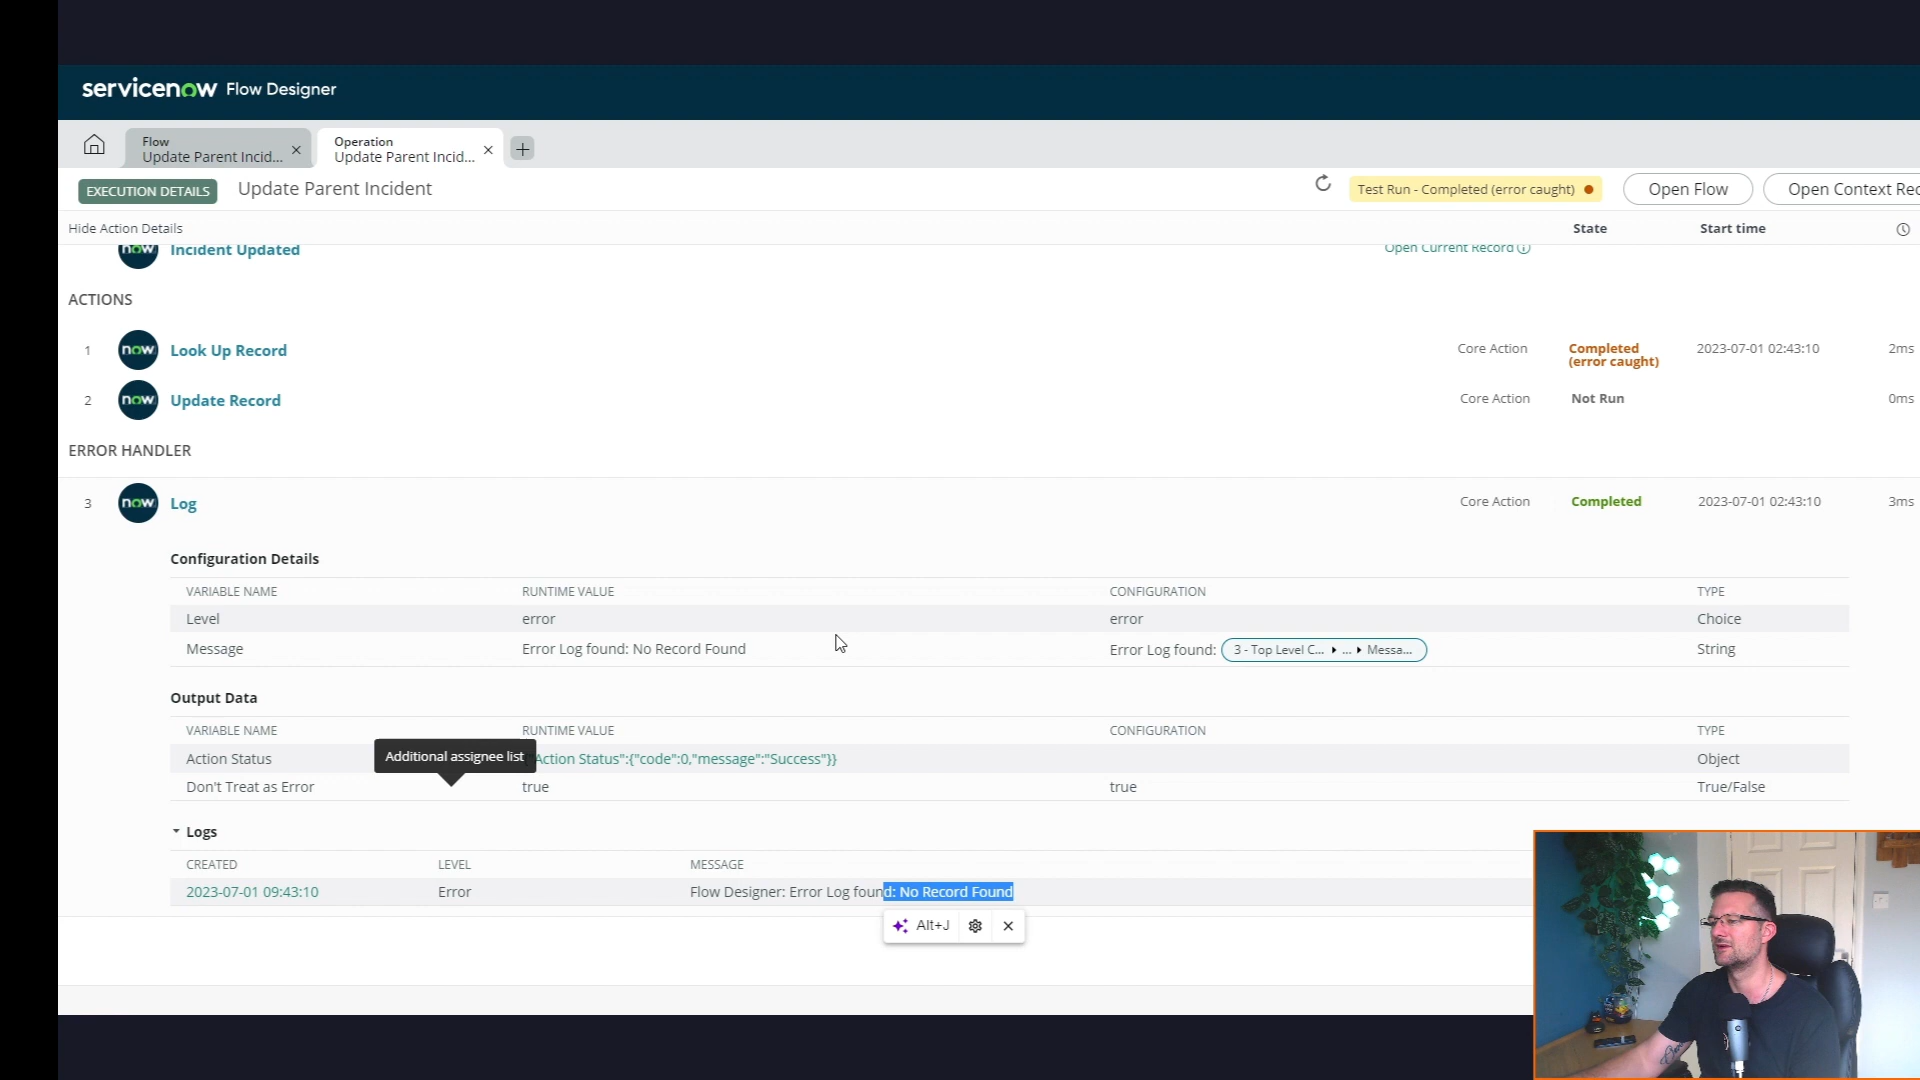 servicenow Flow Designer
Flow
Update Parent Incid...
Operation
Update Parent Incid...
EXECUTION DETAILS Update Parent Incident
Test Run - Completed (error caught)
Open Flow
Open Context Rec
Hide Action Details
State
Start time
now Incident Updated
Open Current Record
ACTIONS
1 now Look Up Record Core Action Completed (error caught) 2023-07-01 02:43:10 2ms
2 now Update Record Core Action Not Run 0ms
ERROR HANDLER
3 now Log Core Action Completed 2023-07-01 02:43:10 3ms
Configuration Details
VARIABLE NAME RUNTIME VALUE CONFIGURATION TYPE
Level error error Choice
Message Error Log found: No Record Found Error Log found: 3 - Top Level C... ... Messa... String
Output Data
VARIABLE NAME RUNTIME VALUE CONFIGURATION TYPE
Action Status Action Status":{"code":0,"message":"Success"}} Object
Additional assignee list
Don't Treat as Error true true True/False
Logs
CREATED LEVEL MESSAGE
2023-07-01 09:43:10 Error Flow Designer: Error Log found: No Record Found
Alt+J